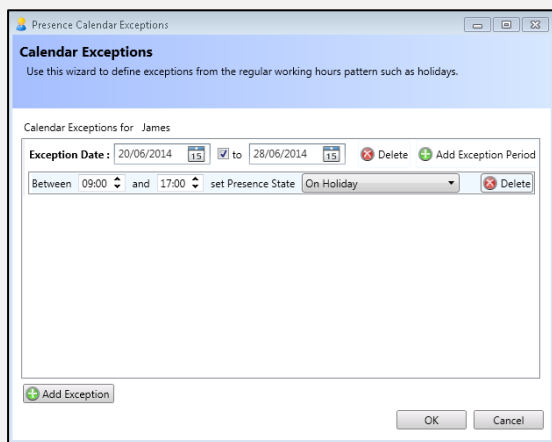 Presence Calendar Exceptions
Calendar Exceptions
Use this wizard to define exceptions from the regular working hours pattern such as holidays.
Calendar Exceptions for James
Exception Date : 20/06/2014 15 to 28/06/2014 15 Delete Add Exception Period
Between 09:00 and 17:00 set Presence State On Holiday Delete
Add Exception
OK Cancel